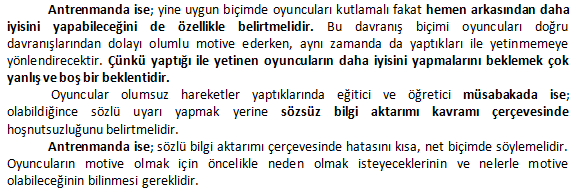 Antrenmanda ise; yine uygun biçimde oyuncuları kutlamalı fakat hemen arkasından daha
iyisini yapabileceğini de özellikle belirtmelidir. Bu davranış biçimi oyuncuları doğru
davranışlarından dolayı olumlu motive ederken, aynı zamanda da yaptıkları ile yetinmemeye
yönlendirecektir. Çünkü yaptığı ile yetinen oyuncuların daha iyisini yapmalarını beklemek çok
yanlış ve boş bir beklentidir.
Oyuncular olumsuz hareketler yaptıklarında eğitici ve öğretici müsabakada ise;
olabildiğince sözlü uyarı yapmak yerine sözsüz bilgi aktarımı kavramı çerçevesinde
hoşnutsuzluğunu belirtmelidir.
Antrenmanda ise; sözlü bilgi aktarımı çerçevesinde hatasını kısa, net biçimde söylemelidir.
Oyuncuların motive olmak için öncelikle neden olmak isteyeceklerinin ve nelerle motive
olabileceğinin bilinmesi gereklidir.